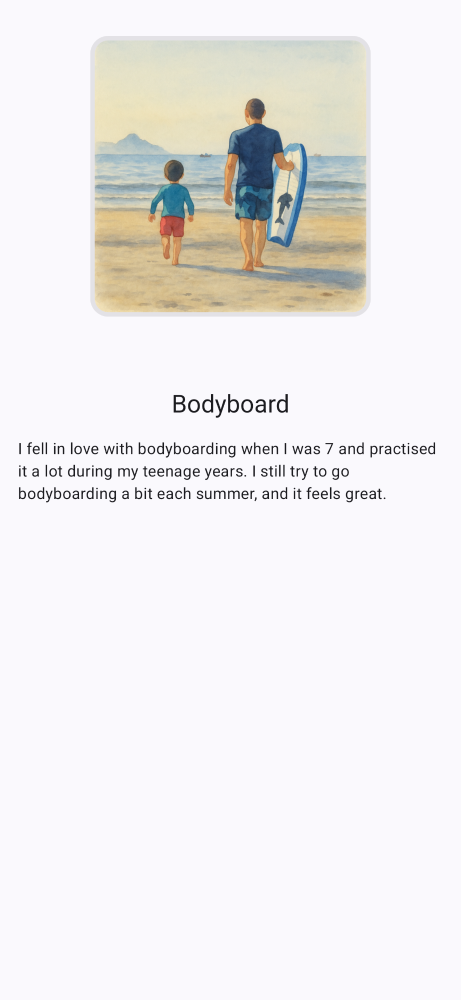 Bodyboard
I fell in love with bodyboarding when I was 7 and practised
it a lot during my teenage years. I still try to go
bodyboarding a bit each summer, and it feels great.